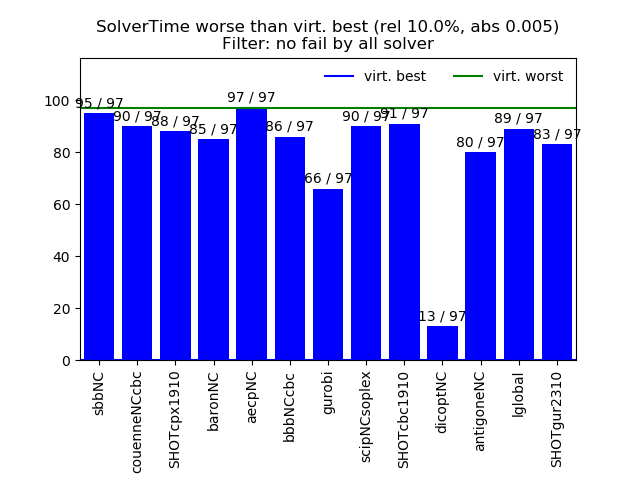 SolverTime worse than virt. best (rel 10.0%, abs 0.005)
Filter: no fail by all solver
virt. best
virt. worst
100
80
60
40
20
0
95 / 97
90 / 97
88 / 97
85 / 97
97 / 97
86 / 97
66 / 97
90 / 97
91 / 97
13 / 97
80 / 97
89 / 97
83 / 97
sbbNC
couenneNCcbc
SHOTcpx1910
baronNC
aecpNC
bbbNCcbc
gurobi
scipNCsoplex
SHOTcbc1910
dicoptNC
antigoneNC
lglobal
SHOTgur2310